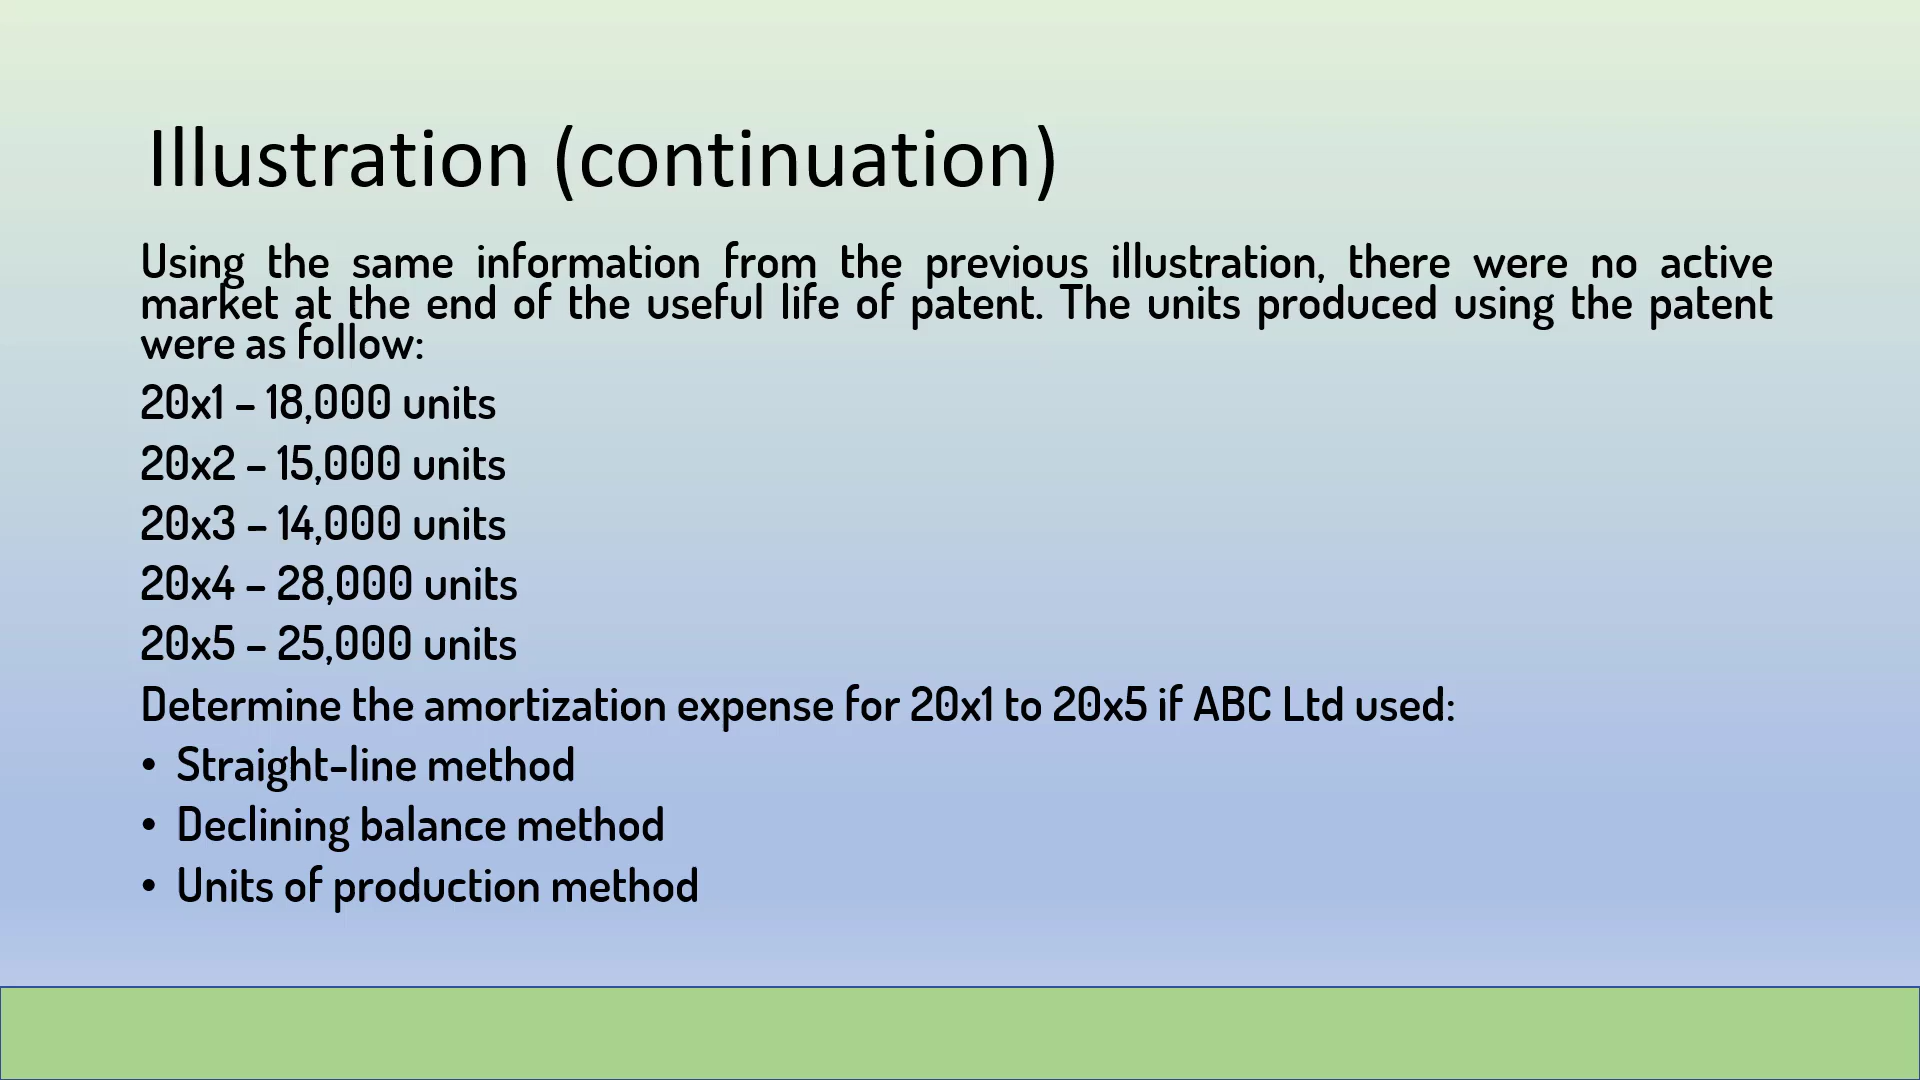 Illustration (continuation)
Using the same information from the previous illustration, there were no active
market at the end of the useful life of patent. The units produced using the patent
were as follow:
20x1 – 18,000 units
20x2 – 15,000 units
20x3 – 14,000 units
20x4 – 28,000 units
20x5 – 25,000 units
Determine the amortization expense for 20x1 to 20x5 if ABC Ltd used:
• Straight-line method
• Declining balance method
• Units of production method